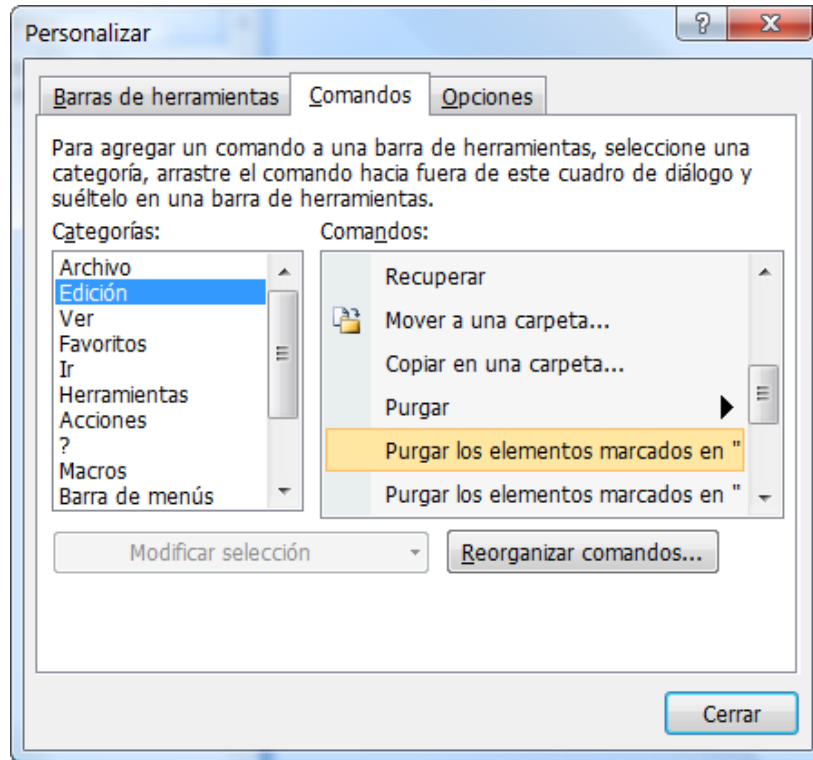 Personalizar
Barras de herramientas Comandos Opciones
Para agregar un comando a una barra de herramientas, seleccione una
categoría, arrastre el comando hacia fuera de este cuadro de diálogo y
suéltelo en una barra de herramientas.
Categorías:
Archivo
Edición
Ver
Favoritos
Ir
Herramientas
Acciones
?
Macros
Barra de menús
Comandos:
Recuperar
Mover a una carpeta...
Copiar en una carpeta...
Purgar
Purgar los elementos marcados en "
Purgar los elementos marcados en "
Modificar selección
Reorganizar comandos...
Cerrar